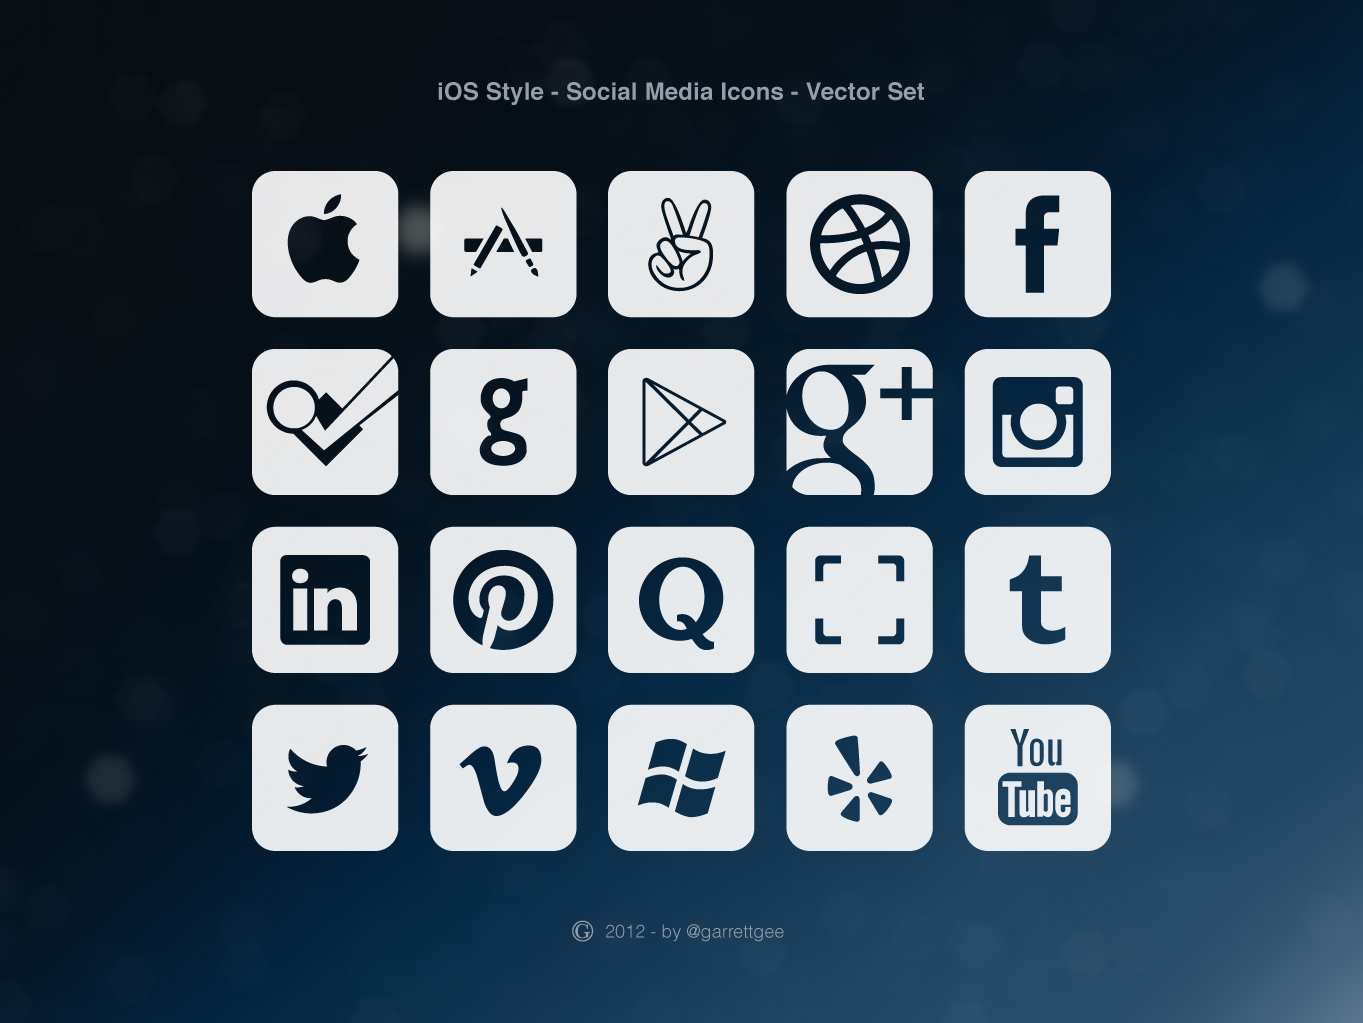 iOS Style - Social Media Icons - Vector Set
f
g
g+
in
Q
t
You
Tube
G 2012 - by @garrettgee